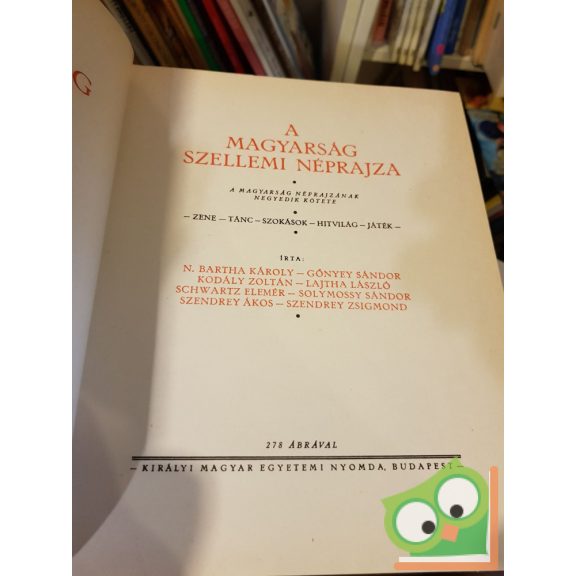 G
A
MAGYARSÁG
SZELLEMI NÉPRAJZA
A MAGYARSÁG NÉPRAJZÁNAK
NEGYEDIK KÖTETE
– ZENE – TÁNC – SZOKÁSOK – HITVILÁG – JÁTÉK –
ÍRTA:
N. BARTHA KÁROLY – GÖNYEY SÁNDOR
KODÁLY ZOLTÁN – LAJTHA LÁSZLÓ
SCHWARTZ ELEMÉR – SOLYMOSSY SÁNDOR
SZENDREY ÁKOS – SZENDREY ZSIGMOND
278 ÁBRÁVAL
– KIRÁLYI MAGYAR EGYETEMI NYOMDA, BUDAPEST –